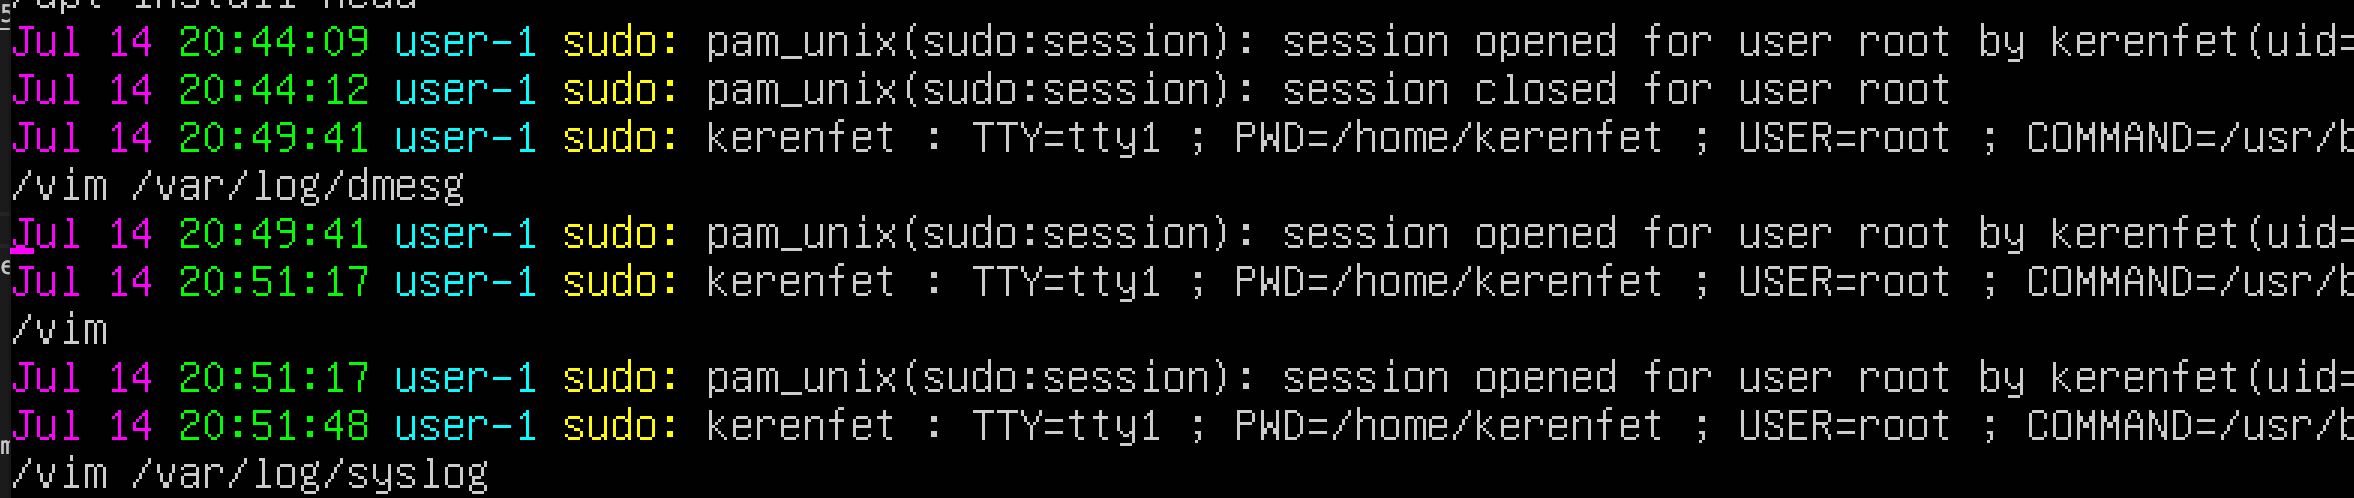 /apt install head
Jul 14 20:44:09 user-1 sudo: pam_unix(sudo:session): session opened for user root by kerenfet(uid=
Jul 14 20:44:12 user-1 sudo: pam_unix(sudo:session): session closed for user root
Jul 14 20:49:41 user-1 sudo: kerenfet : TTY=tty1 ; PWD=/home/kerenfet ; USER=root ; COMMAND=/usr/b
/vim /var/log/dmesg
Jul 14 20:49:41 user-1 sudo: pam_unix(sudo:session): session opened for user root by kerenfet(uid=
Jul 14 20:51:17 user-1 sudo: kerenfet : TTY=tty1 ; PWD=/home/kerenfet ; USER=root ; COMMAND=/usr/b
/vim
Jul 14 20:51:17 user-1 sudo: pam_unix(sudo:session): session opened for user root by kerenfet(uid=
Jul 14 20:51:48 user-1 sudo: kerenfet : TTY=tty1 ; PWD=/home/kerenfet ; USER=root ; COMMAND=/usr/b
/vim /var/log/syslog